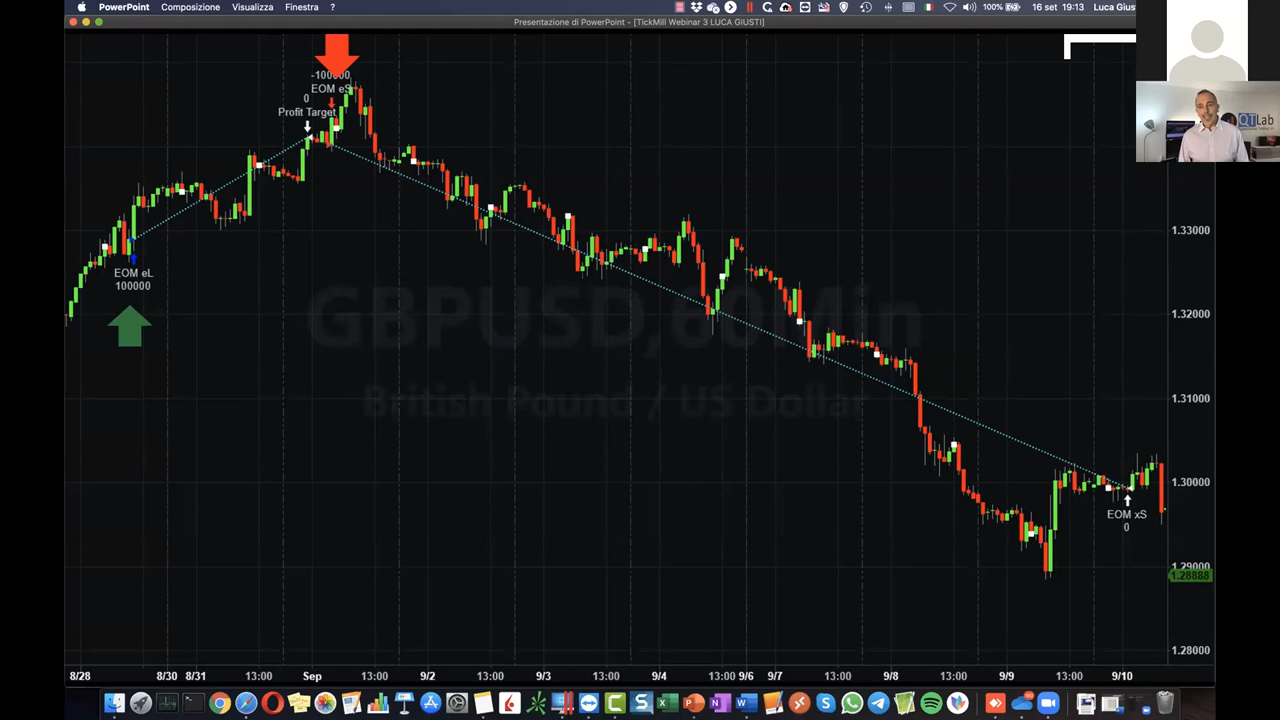 PowerPoint Composizione Visualizza Finestra ? 100% 16 set 19:13 Luca Giusti
Presentazione di PowerPoint - [TickMill Webinar 3 LUCA GIUSTI]
QTLab
-100000
EOM eS
0
Profit Target
EOM eL
100000
GBPUSD,60Min
British Pound / US Dollar
1.33000
1.32000
1.31000
1.30000
EOM xS
0
1.29000
1.28888
1.28000
8/28 8/30 8/31 13:00 Sep 13:00 9/2 13:00 9/3 13:00 9/4 13:00 9/6 9/7 13:00 9/8 13:00 9/9 13:00 9/10